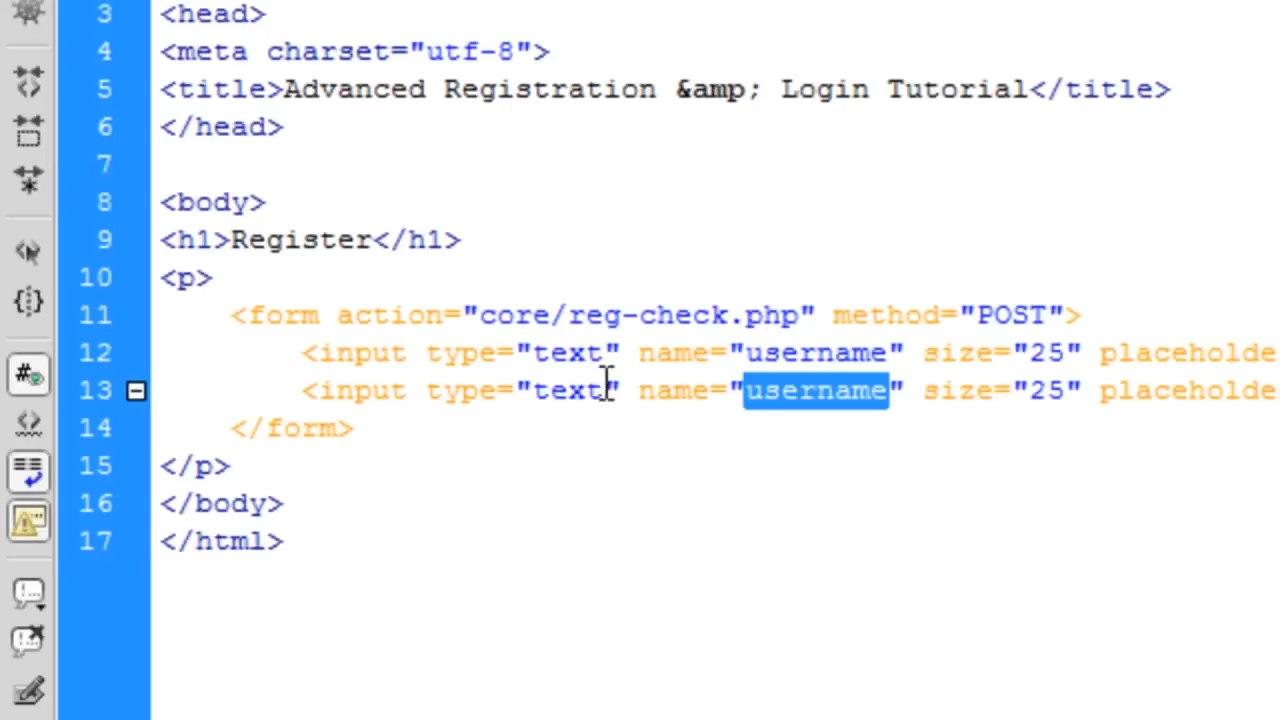 3 <head>
4 <meta charset="utf-8">
5 <title>Advanced Registration &amp; Login Tutorial</title>
6 </head>
7
8 <body>
9 <h1>Register</h1>
10 <p>
11 <form action="core/reg-check.php" method="POST">
12 <input type="text" name="username" size="25" placeholde
13 <input type="text" name="username" size="25" placeholde
14 </form>
15 </p>
16 </body>
17 </html>